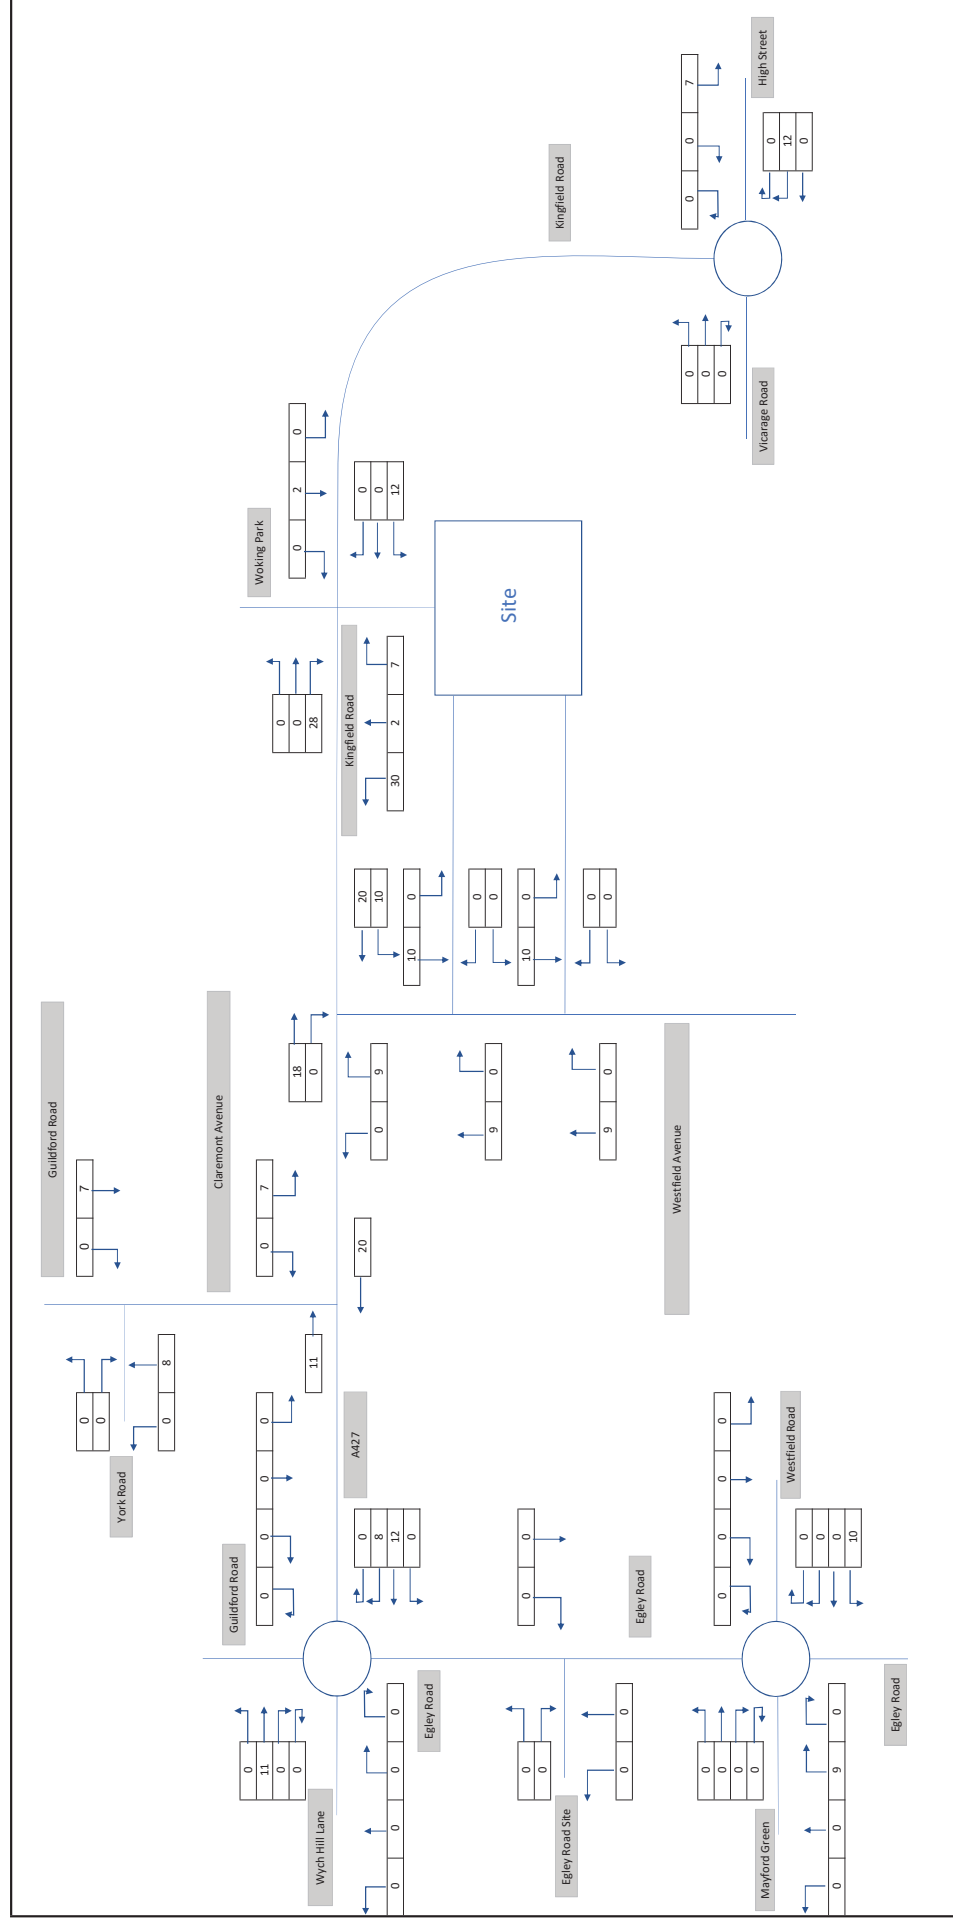 Guildford Road
0 7
0
0
York Road
0 8
Claremont Avenue
0 7
Guildford Road
0 0 0 0
0
11
0
0
Wych Hill Lane
11
A427
20
18
0
0 9
0
8
12
0
Egley Road
0 0 0 0
Woking Park
0 2 0
0
0
28
Kingfield Road
30 2 7
0
0
12
20
10
10 0
0
0
10 0
0
0
9 0
9 0
Site
Kingfield Road
0 0
0
0
Egley Road Site
0 0
Egley Road
Westfield Avenue
0
0
0
0
Mayford Green
0 0 0 0
Westfield Road
0
0
0
10
0 9 0 0
Egley Road
0 0 7
0
0
0
Vicarage Road
High Street
0
12
0